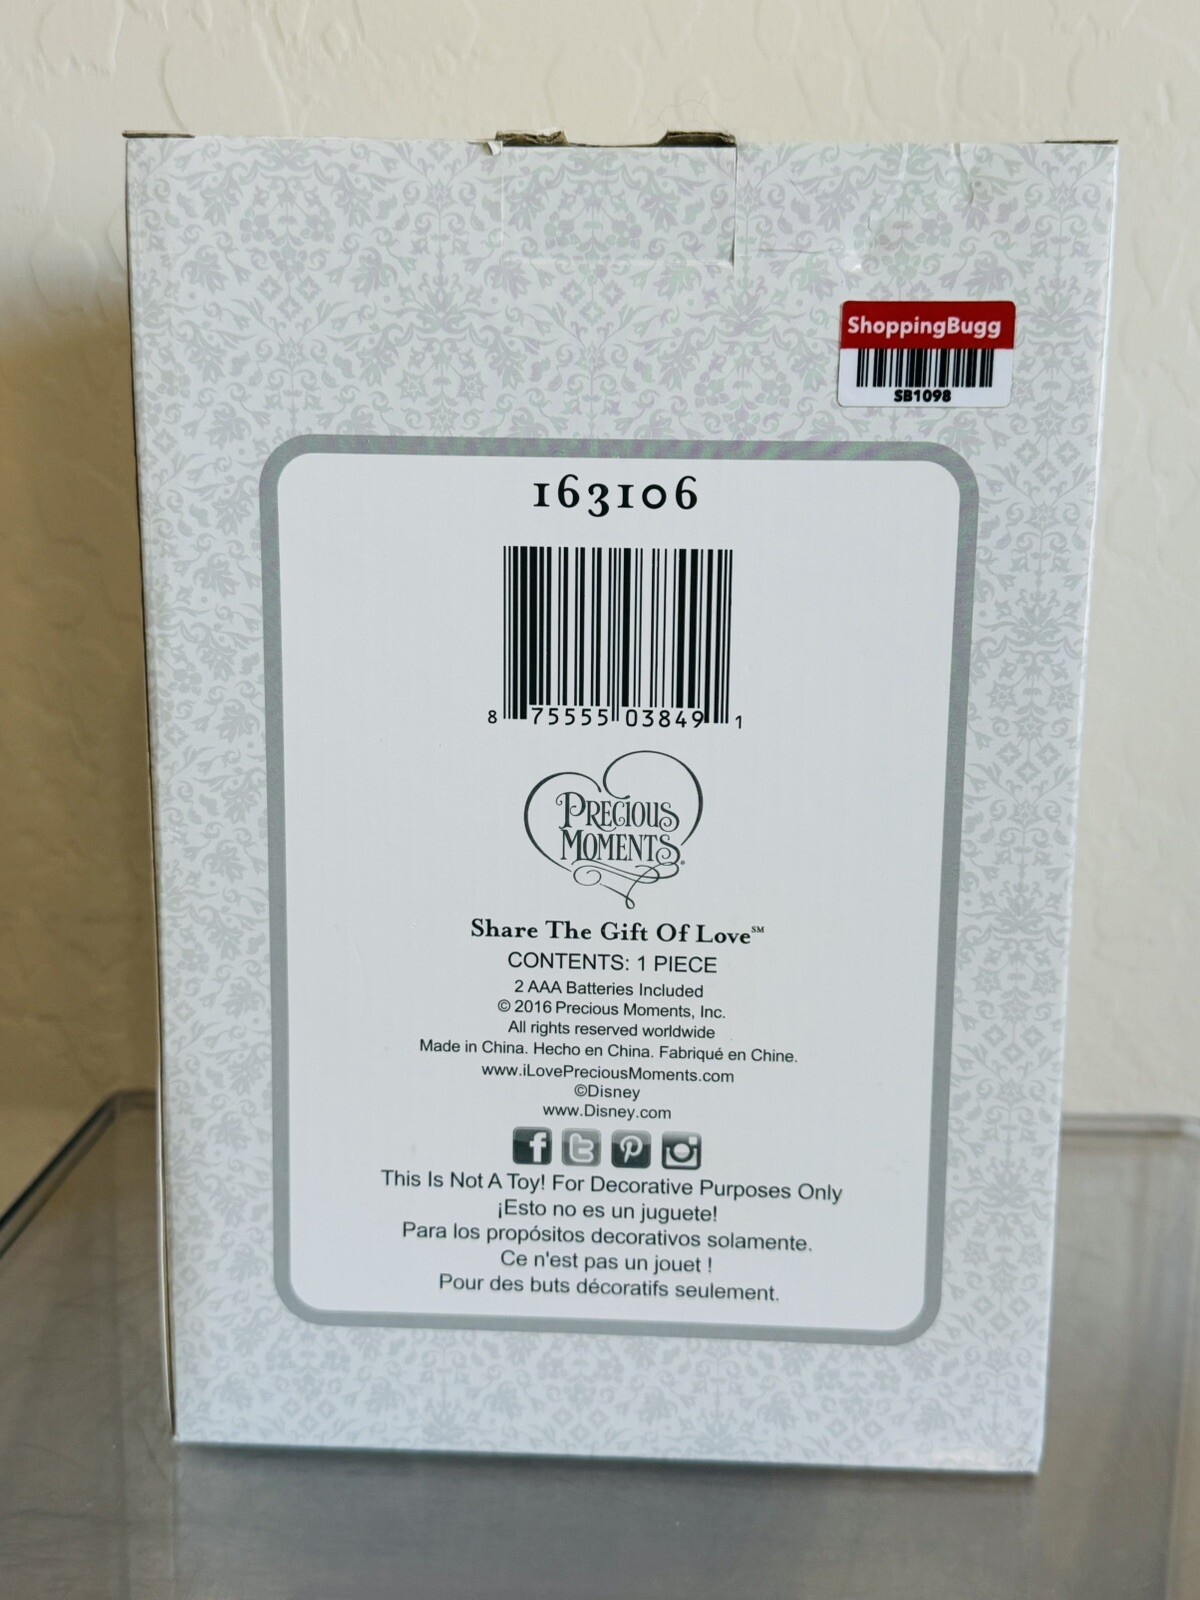 ShoppingBugg
SB1098
163106
8 75555 03849 1
PRECIOUS
MOMENTS®
Share The Gift Of Love℠
CONTENTS: 1 PIECE
2 AAA Batteries Included
© 2016 Precious Moments, Inc.
All rights reserved worldwide
Made in China. Hecho en China. Fabriqué en Chine.
www.iLovePreciousMoments.com
©Disney
www.Disney.com
This Is Not A Toy! For Decorative Purposes Only
¡Esto no es un juguete!
Para los propósitos decorativos solamente.
Ce n'est pas un jouet !
Pour des buts décoratifs seulement.